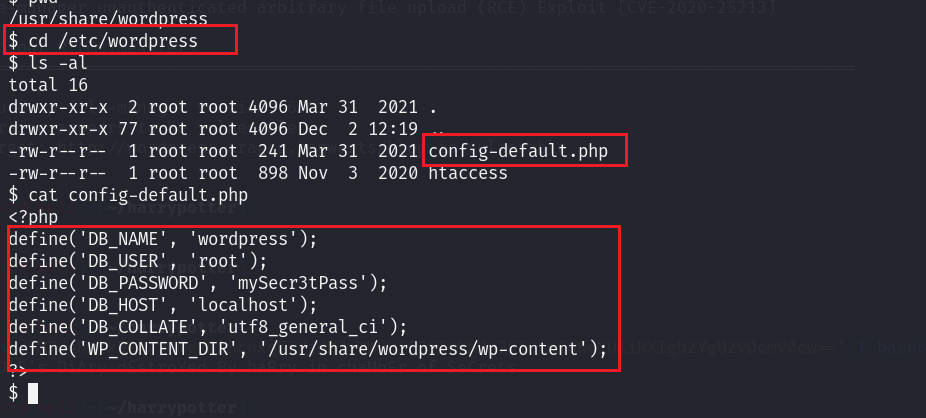 $ pwd
/usr/share/wordpress
$ cd /etc/wordpress
$ ls -al
total 16
drwxr-xr-x  2 root root 4096 Mar 31  2021 .
drwxr-xr-x 77 root root 4096 Dec  2 12:19 ..
-rw-r--r--  1 root root  241 Mar 31  2021 config-default.php
-rw-r--r--  1 root root  898 Nov  3  2020 htaccess
$ cat config-default.php
<?php
define('DB_NAME', 'wordpress');
define('DB_USER', 'root');
define('DB_PASSWORD', 'mySecr3tPass');
define('DB_HOST', 'localhost');
define('DB_COLLATE', 'utf8_general_ci');
define('WP_CONTENT_DIR', '/usr/share/wordpress/wp-content');
?>
$
~/harrypotter